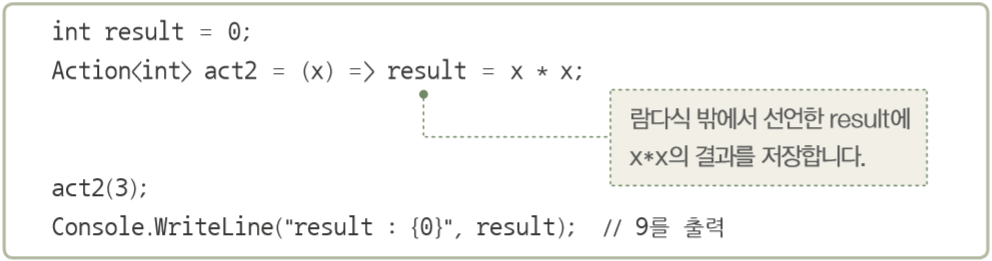 int result = 0;
Action<int> act2 = (x) => result = x * x;
람다식 밖에서 선언한 result에
x*x의 결과를 저장합니다.
act2(3);
Console.WriteLine("result : {0}", result);  // 9를 출력